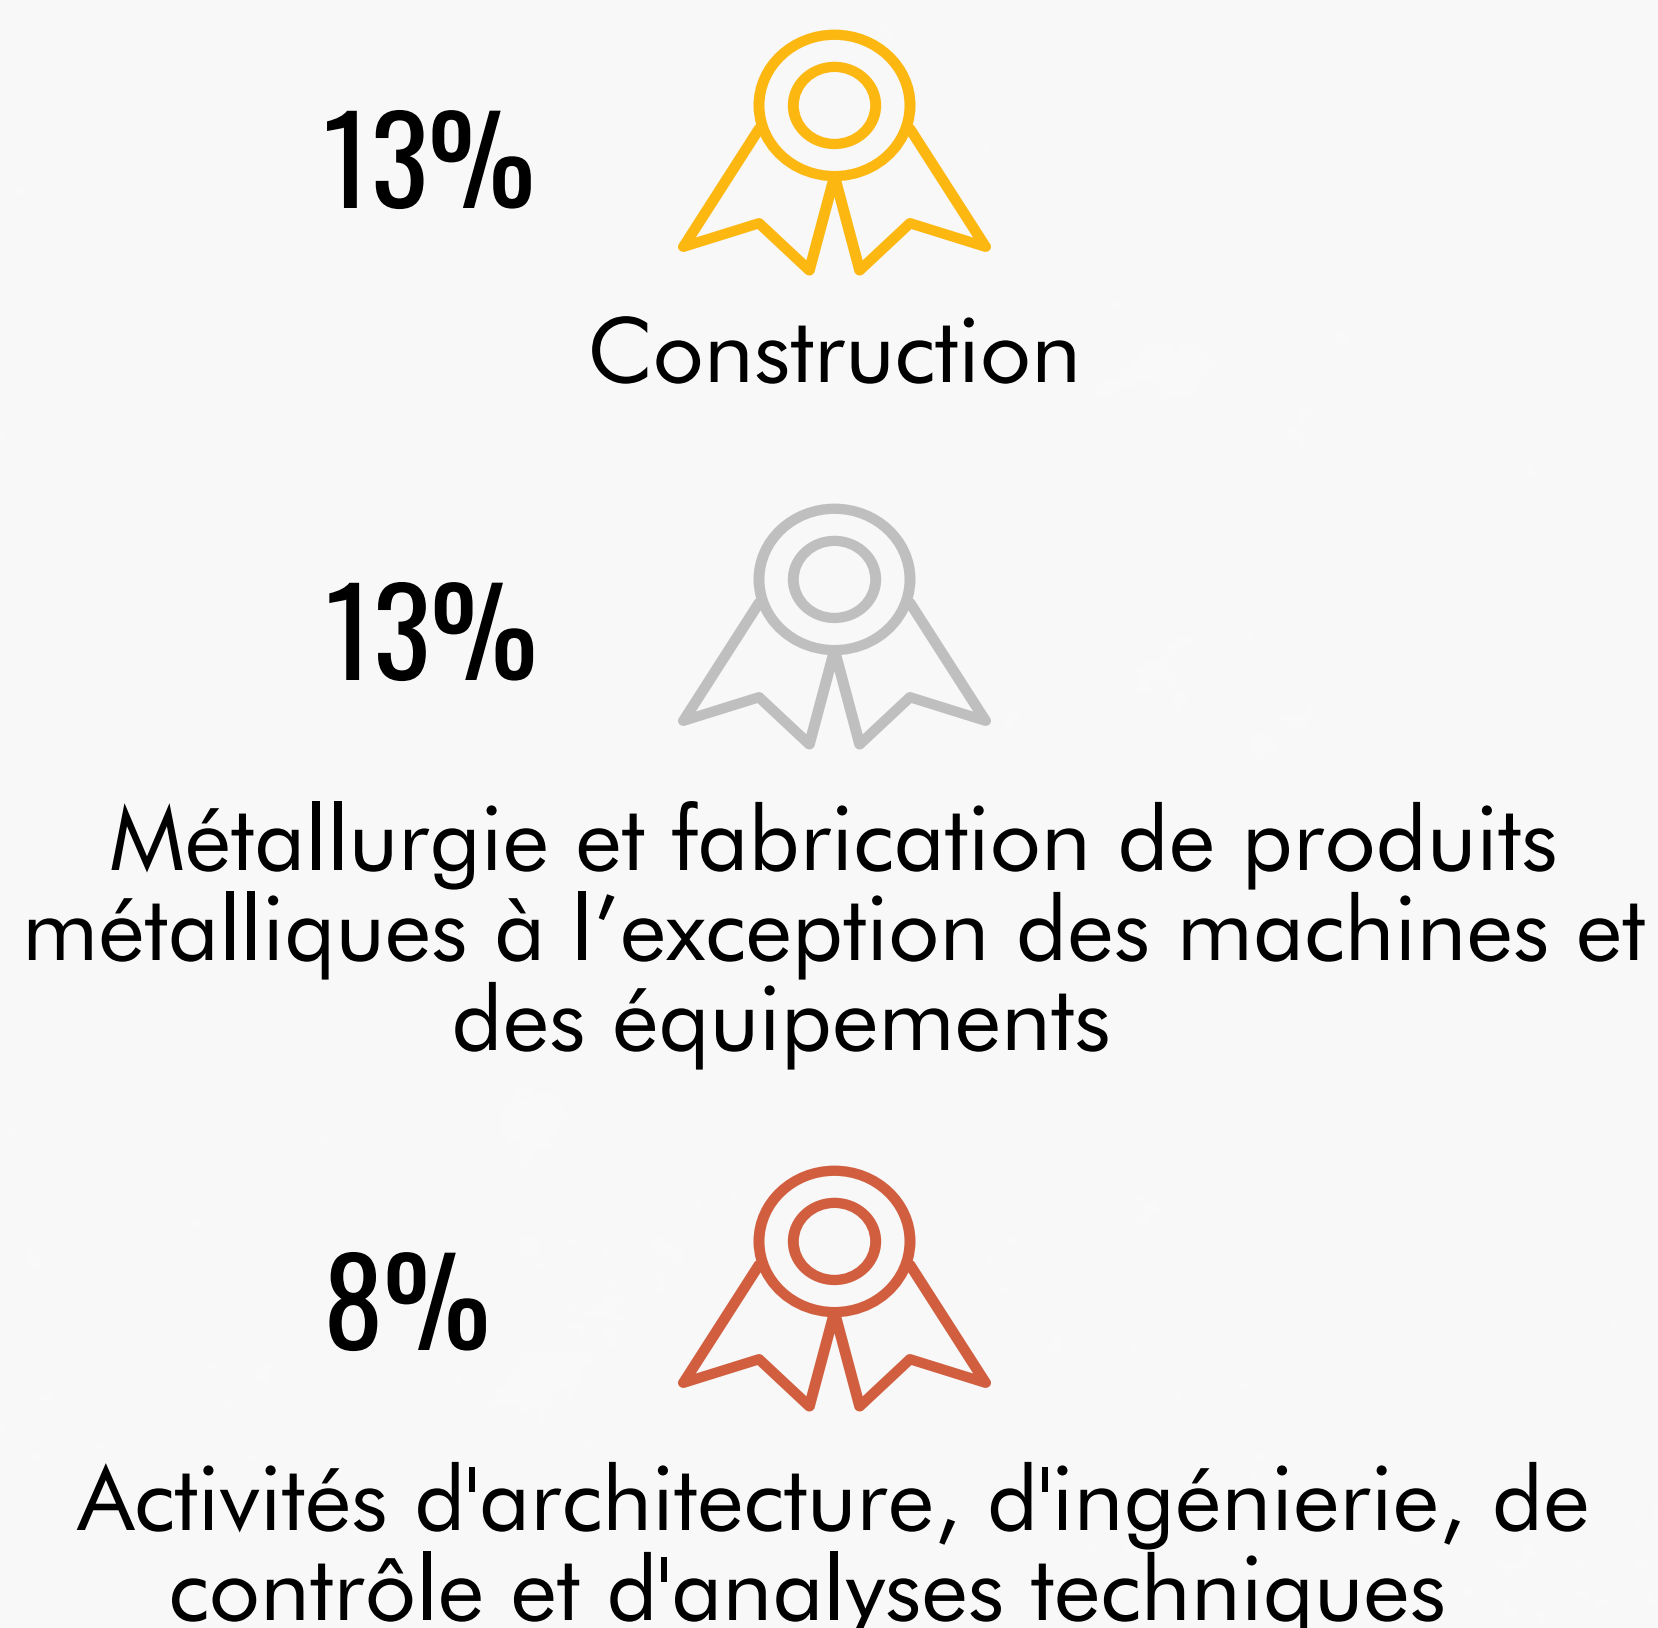 13%
Construction
13%
Métallurgie et fabrication de produits
métalliques à l’exception des machines et
des équipements
8%
Activités d'architecture, d'ingénierie, de
contrôle et d'analyses techniques